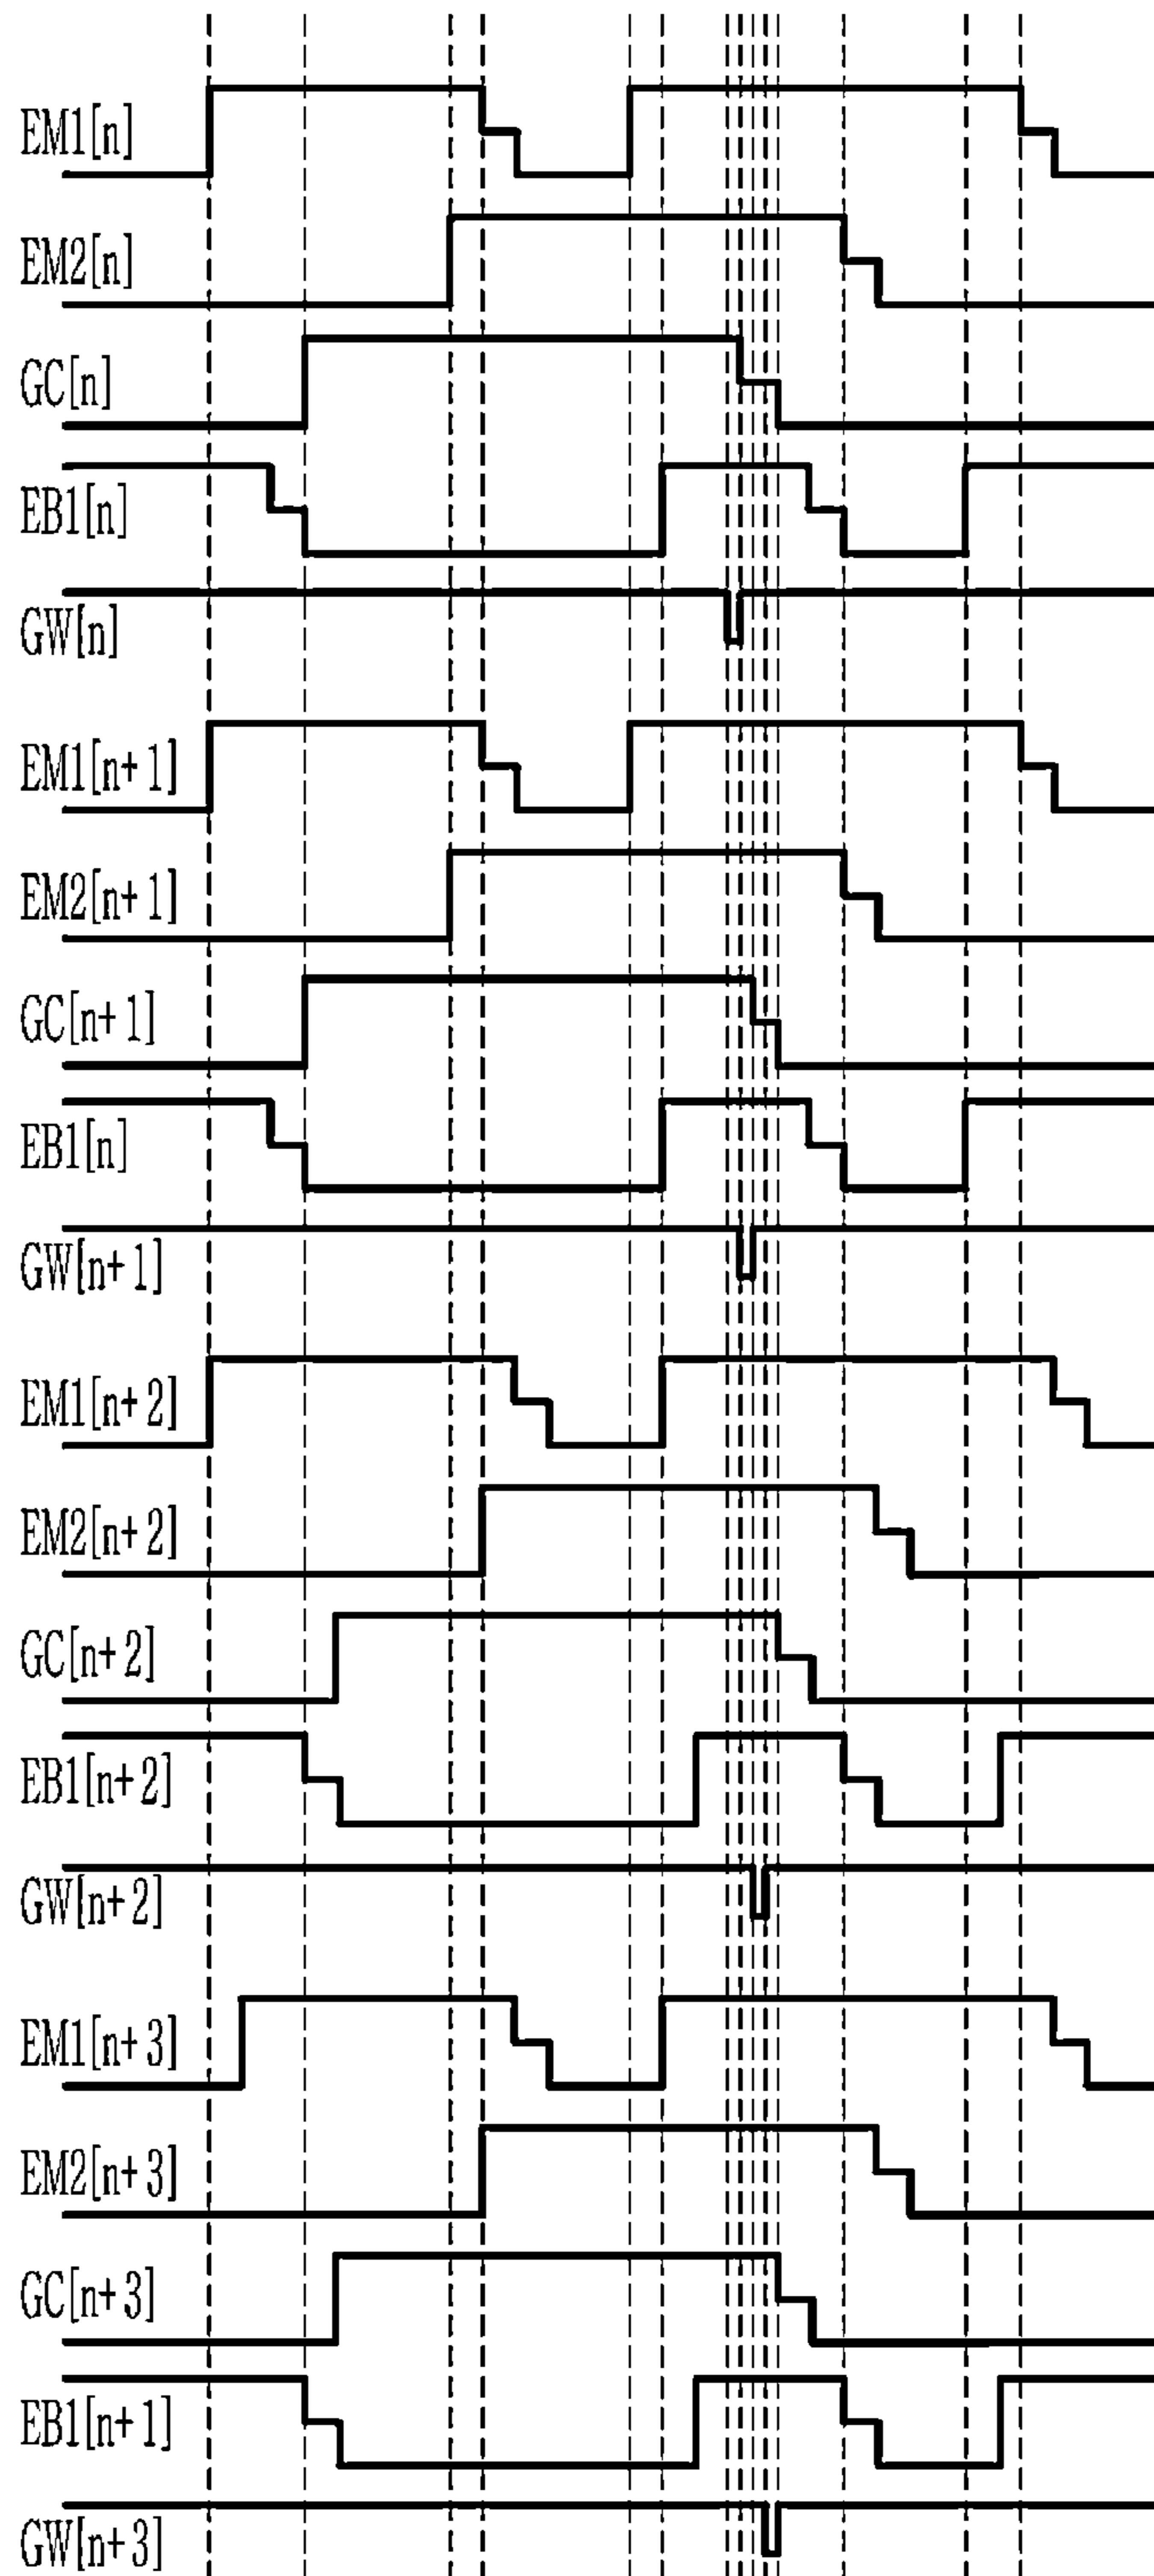 EM1[n]
EM2[n]
GC[n]
EB1[n]
GW[n]
EM1[n+1]
EM2[n+1]
GC[n+1]
EB1[n]
GW[n+1]
EM1[n+2]
EM2[n+2]
GC[n+2]
EB1[n+2]
GW[n+2]
EM1[n+3]
EM2[n+3]
GC[n+3]
EB1[n+1]
GW[n+3]